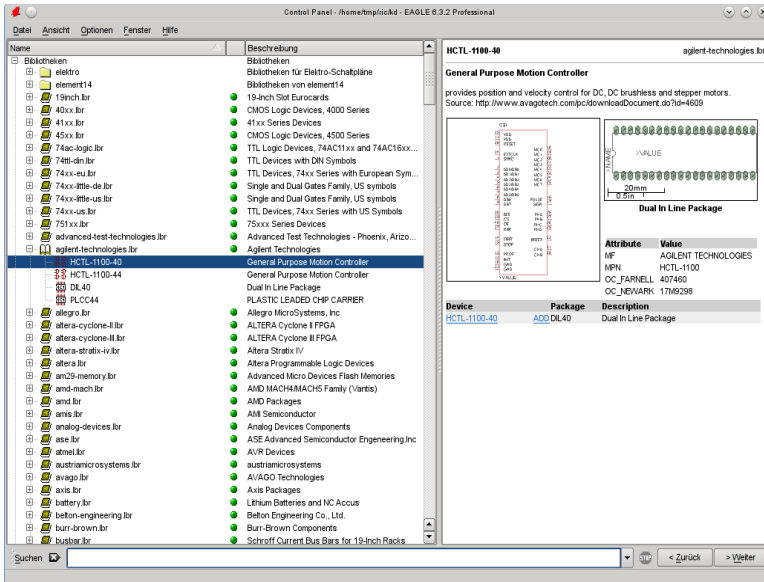 Control Panel - /home/tmp/ric/kd - EAGLE 6.3.2 Professional
Datei Ansicht Optionen Fenster Hilfe
Name Beschreibung
Bibliotheken Bibliotheken
elektro Bibliotheken für Elektro-Schaltpläne
element14 Bibliotheken von element14
19inch.lbr 19-Inch Slot Eurocards
40xx.lbr CMOS Logic Devices, 4000 Series
41xx.lbr 41xx Series Devices
45xx.lbr CMOS Logic Devices, 4500 Series
74ac-logic.lbr TTL Logic Devices, 74AC11xx and 74AC16xx...
74ttl-din.lbr TTL Devices with DIN Symbols
74xx-eu.lbr TTL Devices, 74xx Series with European Sym...
74xx-little-de.lbr Single and Dual Gates Family, US symbols
74xx-little-us.lbr Single and Dual Gates Family, US symbols
74xx-us.lbr TTL Devices, 74xx Series with US Symbols
751xx.lbr 75xxx Series Devices
advanced-test-technologies.lbr Advanced Test Technologies - Phoenix, Arizo...
agilent-technologies.lbr Agilent Technologies
HCTL-1100-40 General Purpose Motion Controller
HCTL-1100-44 General Purpose Motion Controller
DIL40 Dual In Line Package
PLCC44 PLASTIC LEADED CHIP CARRIER
allegro.lbr Allegro MicroSystems, Inc
altera-cyclone-II.lbr ALTERA Cyclone II FPGA
altera-cyclone-III.lbr ALTERA Cyclone III FPGA
altera-stratix-iv.lbr Altera Stratix IV
altera.lbr Altera Programmable Logic Devices
am29-memory.lbr Advanced Micro Devices Flash Memories
amd-mach.lbr AMD MACH4/MACH5 Family (Vantis)
amd.lbr AMD Packages
amis.lbr AMI Semiconductor
analog-devices.lbr Analog Devices Components
ase.lbr ASE Advanced Semiconductor Engeneering.Inc
atmel.lbr AVR Devices
austriamicrosystems.lbr austriamicrosystems
avago.lbr AVAGO Technologies
axis.lbr Axis Packages
battery.lbr Lithium Batteries and NC Accus
belton-engineering.lbr Belton Engineering Co., Ltd.
burr-brown.lbr Burr-Brown Components
busbar.lbr Schroff Current Bus Bars for 19-Inch Racks
HCTL-1100-40 agilent-technologies.lbr
General Purpose Motion Controller
provides position and velocity control for DC, DC brushless and stepper motors.
Source: http://www.avagotech.com/pc/downloadDocument.do?id=4609
>NAME >VALUE
20mm
0.5in
Dual In Line Package
>VALUE
Attribute Value
MF AGILENT TECHNOLOGIES
MPN HCTL-1100
OC_FARNELL 407460
OC_NEWARK 17M9298
Device Package Description
HCTL-1100-40 ADD DIL40 Dual In Line Package
Suchen STOP < Zurück > Weiter